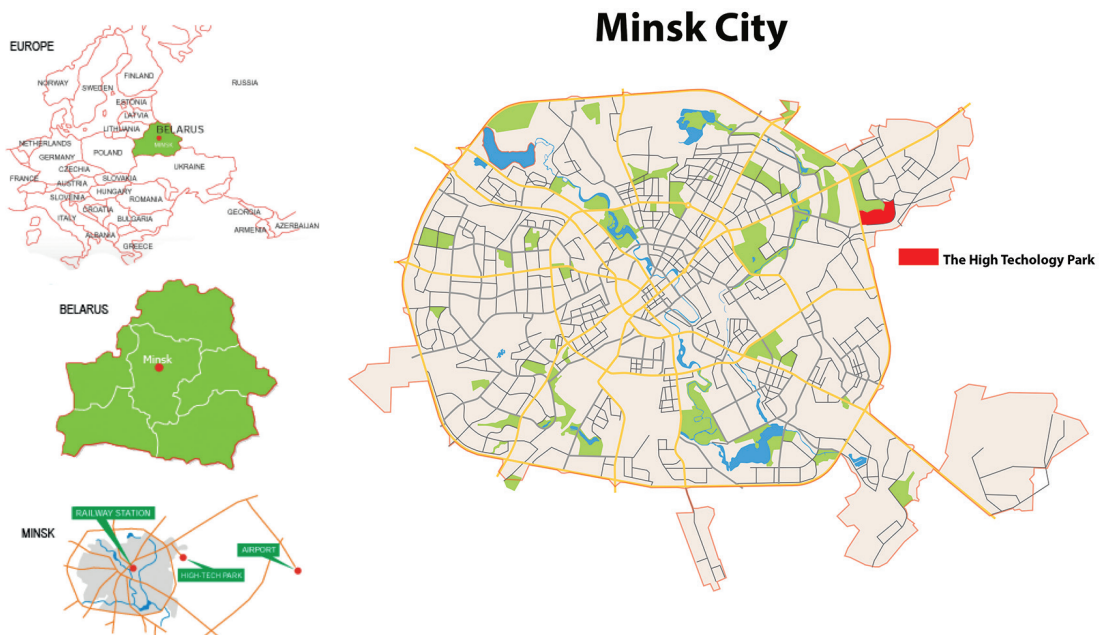 Minsk City
EUROPE
FINLAND
NORWAY
SWEDEN
RUSSIA
ESTONIA
LATVIA
LITHUANIA
BELARUS
Minsk
NETHERLANDS
POLAND
GERMANY
UKRAINE
CZECHIA
FRANCE
SLOVAKIA
AUSTRIA
HUNGARY
SLOVENIA
ROMANIA
CROATIA
ITALY
BULGARIA
GEORGIA
ARMENIA
AZERBAIJAN
ALBANIA
GREECE
The High Techology Park
BELARUS
Minsk
MINSK
RAILWAY STATION
AIRPORT
HIGH-TECH PARK